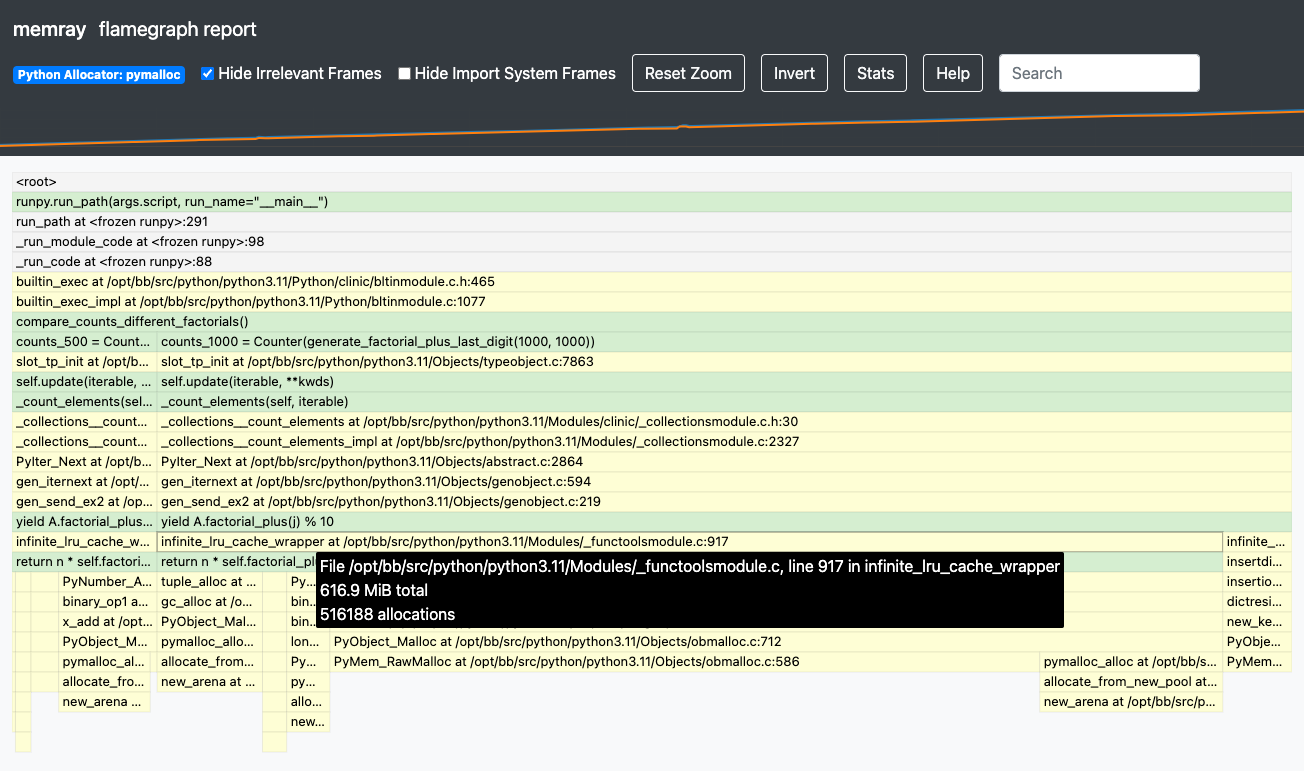 memray flamegraph report
Python Allocator: pymalloc Hide Irrelevant Frames Hide Import System Frames Reset Zoom Invert Stats Help Search
<root>
runpy.run_path(args.script, run_name="__main__")
run_path at <frozen runpy>:291
_run_module_code at <frozen runpy>:98
_run_code at <frozen runpy>:88
builtin_exec at /opt/bb/src/python/python3.11/Python/clinic/bltinmodule.c.h:465
builtin_exec_impl at /opt/bb/src/python/python3.11/Python/bltinmodule.c:1077
compare_counts_different_factorials()
counts_500 = Count... counts_1000 = Counter(generate_factorial_plus_last_digit(1000, 1000))
slot_tp_init at /opt/b... slot_tp_init at /opt/bb/src/python/python3.11/Objects/typeobject.c:7863
self.update(iterable, ... self.update(iterable, **kwds)
_count_elements(sel... _count_elements(self, iterable)
_collections__count... _collections__count_elements at /opt/bb/src/python/python3.11/Modules/clinic/_collectionsmodule.c.h:30
_collections__count... _collections__count_elements_impl at /opt/bb/src/python/python3.11/Modules/_collectionsmodule.c:2327
PyIter_Next at /opt/b... PyIter_Next at /opt/bb/src/python/python3.11/Objects/abstract.c:2864
gen_iternext at /opt/... gen_iternext at /opt/bb/src/python/python3.11/Objects/genobject.c:594
gen_send_ex2 at /op... gen_send_ex2 at /opt/bb/src/python/python3.11/Objects/genobject.c:219
yield A.factorial_plus... yield A.factorial_plus(j) % 10
infinite_lru_cache_w... infinite_lru_cache_wrapper at /opt/bb/src/python/python3.11/Modules/_functoolsmodule.c:917 infinite_...
return n * self.factori... return n * self.factorial_pl insertdi...
File /opt/bb/src/python/python3.11/Modules/_functoolsmodule.c, line 917 in infinite_lru_cache_wrapper
616.9 MiB total
516188 allocations
PyNumber_A... tuple_alloc at ... Py... insertio...
binary_op1 a... gc_alloc at /o... bin... dictresi...
x_add at /opt... PyObject_Mal... bin... new_ke...
PyObject_M... pymalloc_allo... lon... PyObject_Malloc at /opt/bb/src/python/python3.11/Objects/obmalloc.c:712 PyObje...
pymalloc_al... allocate_from... Py... PyMem_RawMalloc at /opt/bb/src/python/python3.11/Objects/obmalloc.c:586 pymalloc_alloc at /opt/bb/s... PyMem...
allocate_fro... new_arena at ... py... allocate_from_new_pool at...
new_arena ... allo... new_arena at /opt/bb/src/p...
new...